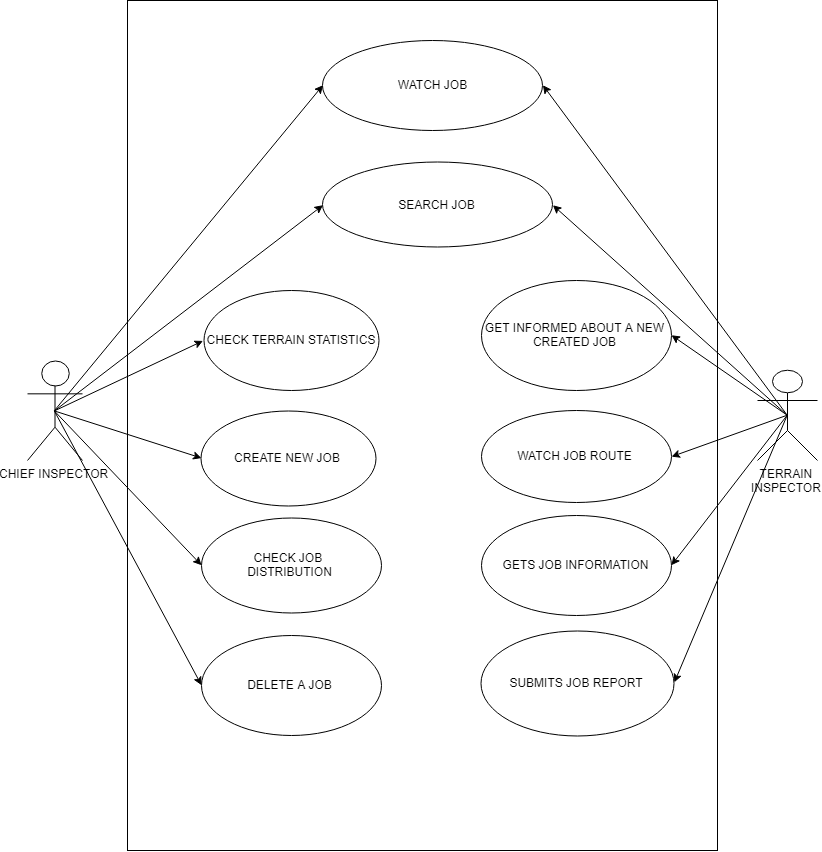 WATCH JOB
SEARCH JOB
CHECK TERRAIN STATISTICS
GET INFORMED ABOUT A NEW
CREATED JOB
CREATE NEW JOB
WATCH JOB ROUTE
CHIEF INSPECTOR
TERRAIN
INSPECTOR
CHECK JOB
DISTRIBUTION
GETS JOB INFORMATION
DELETE A JOB
SUBMITS JOB REPORT